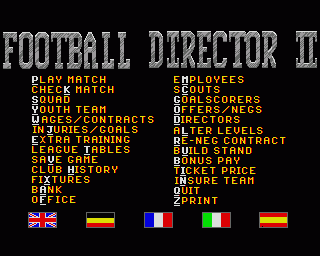 FOOTBALL DIRECTOR II
PLAY MATCH
CHECK MATCH
SQUAD
YOUTH TEAM
WAGES/CONTRACTS
INJURIES/GOALS
EXTRA TRAINING
LEAGUE TABLES
SAVE GAME
CLUB HISTORY
FIXTURES
BANK
OFFICE
EMPLOYEES
SCOUTS
GOALSCORERS
OFFERS/NEGS
DIRECTORS
ALTER LEVELS
RE-NEG CONTRACT
BUILD STAND
BONUS PAY
TICKET PRICE
INSURE TEAM
QUIT
ZPRINT